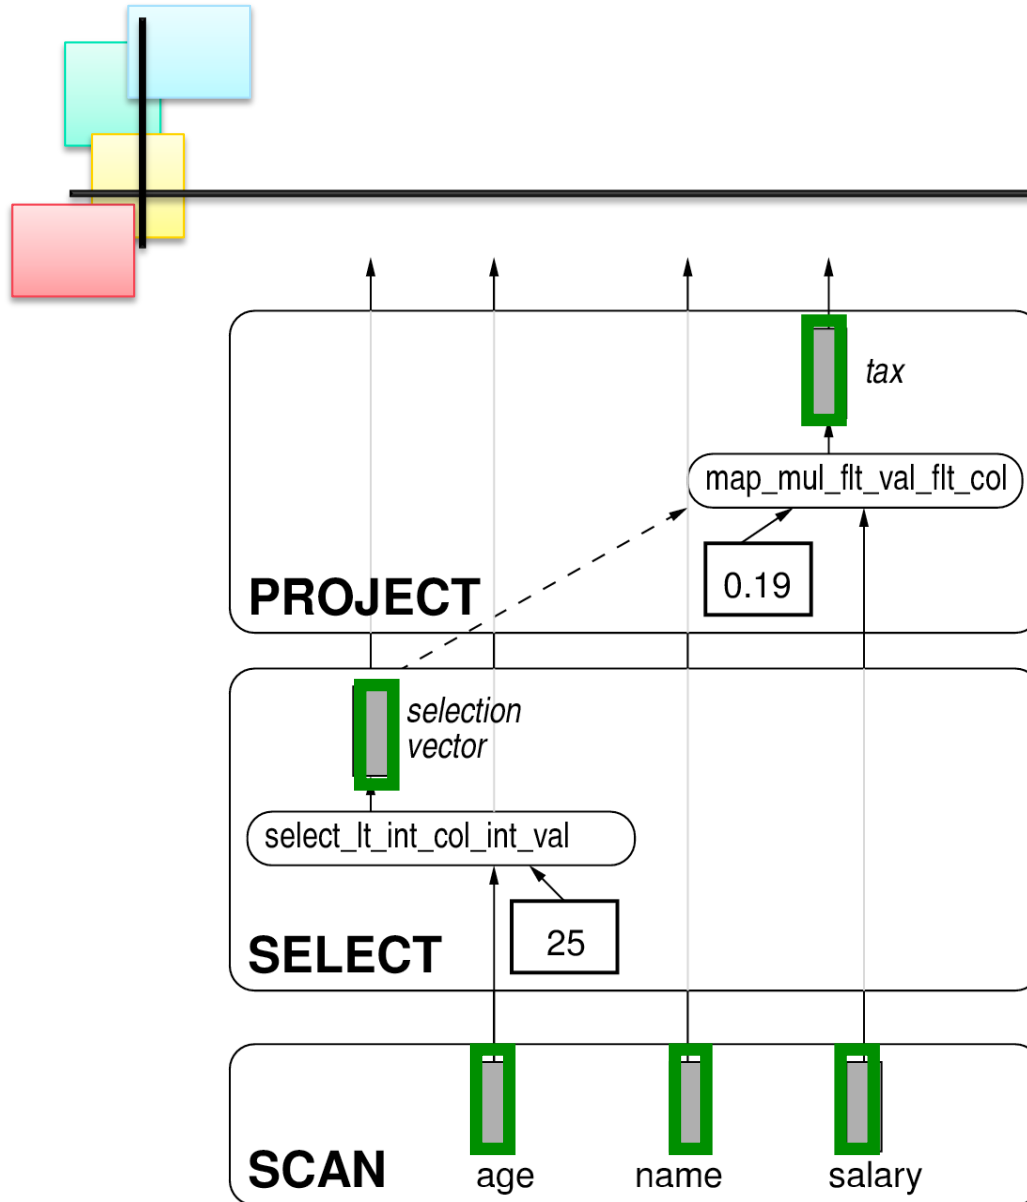 tax
map_mul_flt_val_flt_col
0.19
PROJECT
selection
vector
select_lt_int_col_int_val
25
SELECT
SCAN
age
name
salary